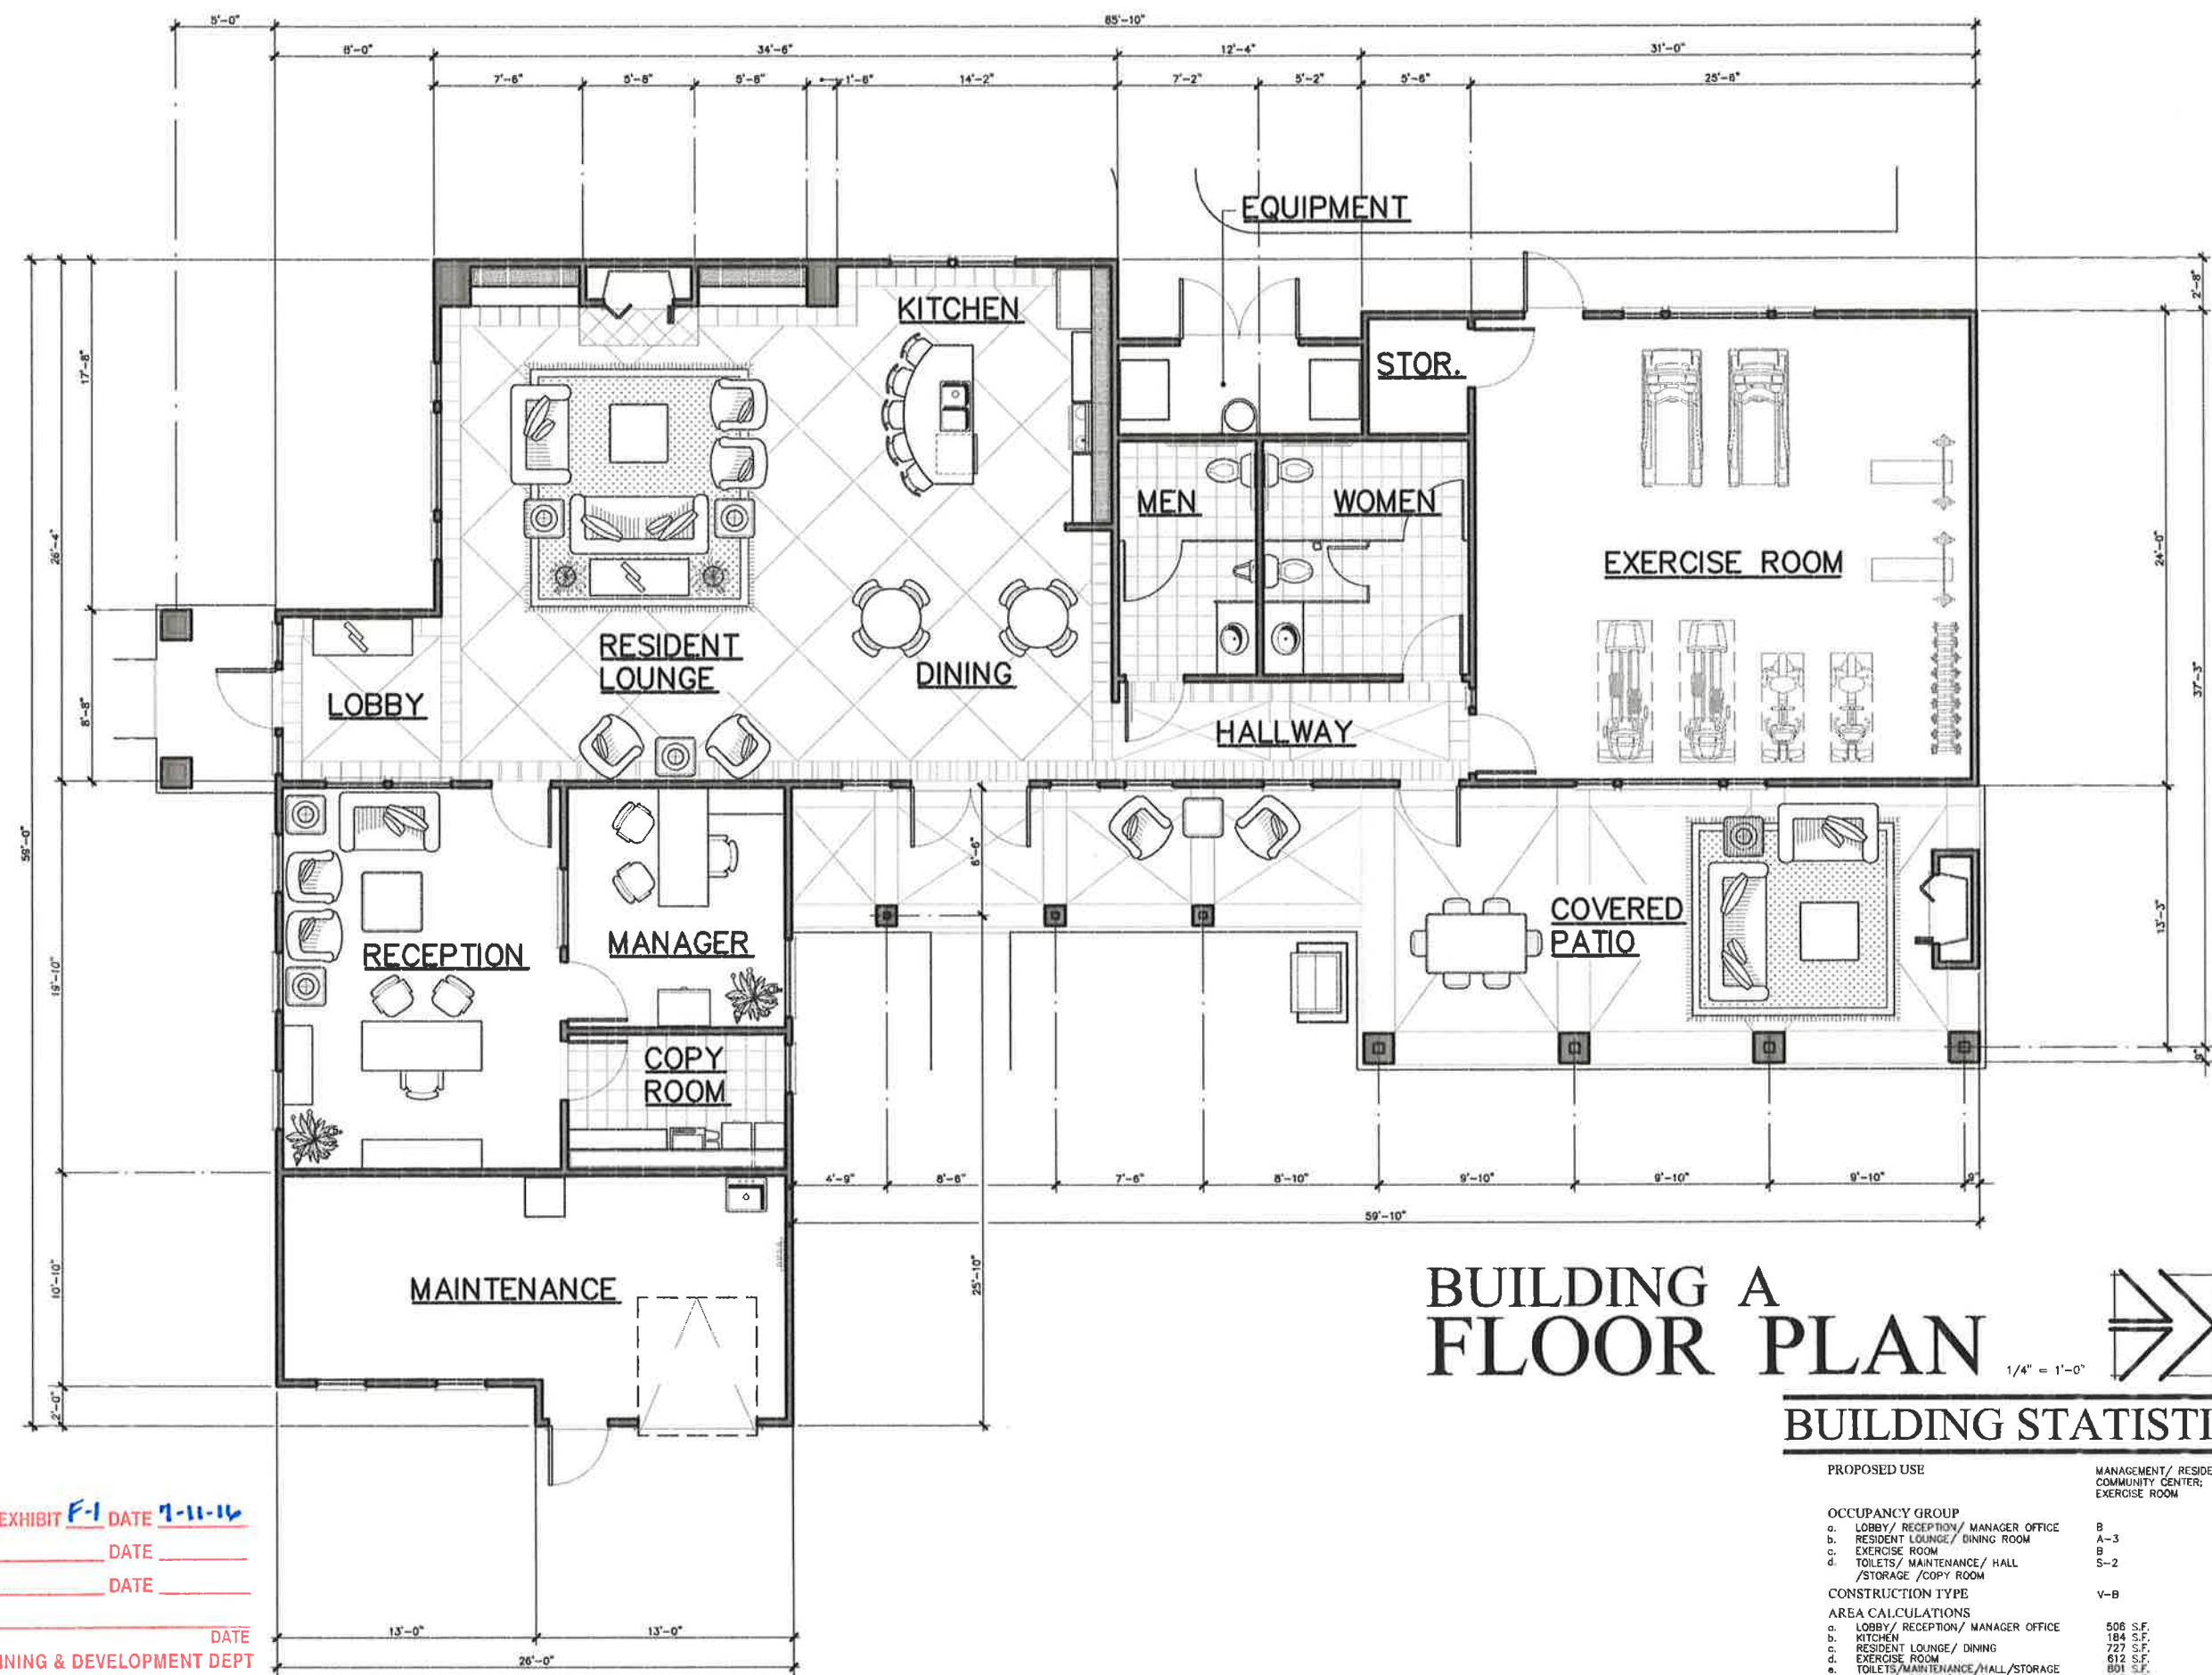 5'-0"
85'-10"
8'-0"
34'-6"
12'-4"
31'-0"
7'-6"
5'-8"
5'-8"
1'-6"
14'-2"
7'-2"
5'-2"
5'-6"
25'-6"
EQUIPMENT
2'-8"
KITCHEN
STOR.
17'-8"
MEN
WOMEN
26'-4"
24'-0"
EXERCISE ROOM
RESIDENT
LOUNGE
DINING
LOBBY
8'-8"
HALLWAY
37'-3"
59'-0"
6'-6"
RECEPTION
MANAGER
COVERED
PATIO
13'-3"
19'-10"
COPY
ROOM
9"
4'-9"
8'-6"
7'-6"
8'-10"
9'-10"
9'-10"
9'-10"
9"
59'-10"
10'-10"
MAINTENANCE
25'-10"
2'-0"
BUILDING A
FLOOR PLAN
1/4" = 1'-0"
BUILDING STATISTI
PROPOSED USE MANAGEMENT/ RESIDE
COMMUNITY CENTER;
EXERCISE ROOM
OCCUPANCY GROUP
a. LOBBY/ RECEPTION/ MANAGER OFFICE B
b. RESIDENT LOUNGE/ DINING ROOM A-3
c. EXERCISE ROOM B
d. TOILETS/ MAINTENANCE/ HALL S-2
/STORAGE /COPY ROOM
CONSTRUCTION TYPE V-B
AREA CALCULATIONS
a. LOBBY/ RECEPTION/ MANAGER OFFICE 506 S.F.
b. KITCHEN 184 S.F.
c. RESIDENT LOUNGE/ DINING 727 S.F.
d. EXERCISE ROOM 612 S.F.
e. TOILETS/MAINTENANCE/HALL/STORAGE 801 S.F.
EXHIBIT F-1 DATE 7-11-16
DATE
DATE
DATE
NING & DEVELOPMENT DEPT
13'-0"
13'-0"
26'-0"